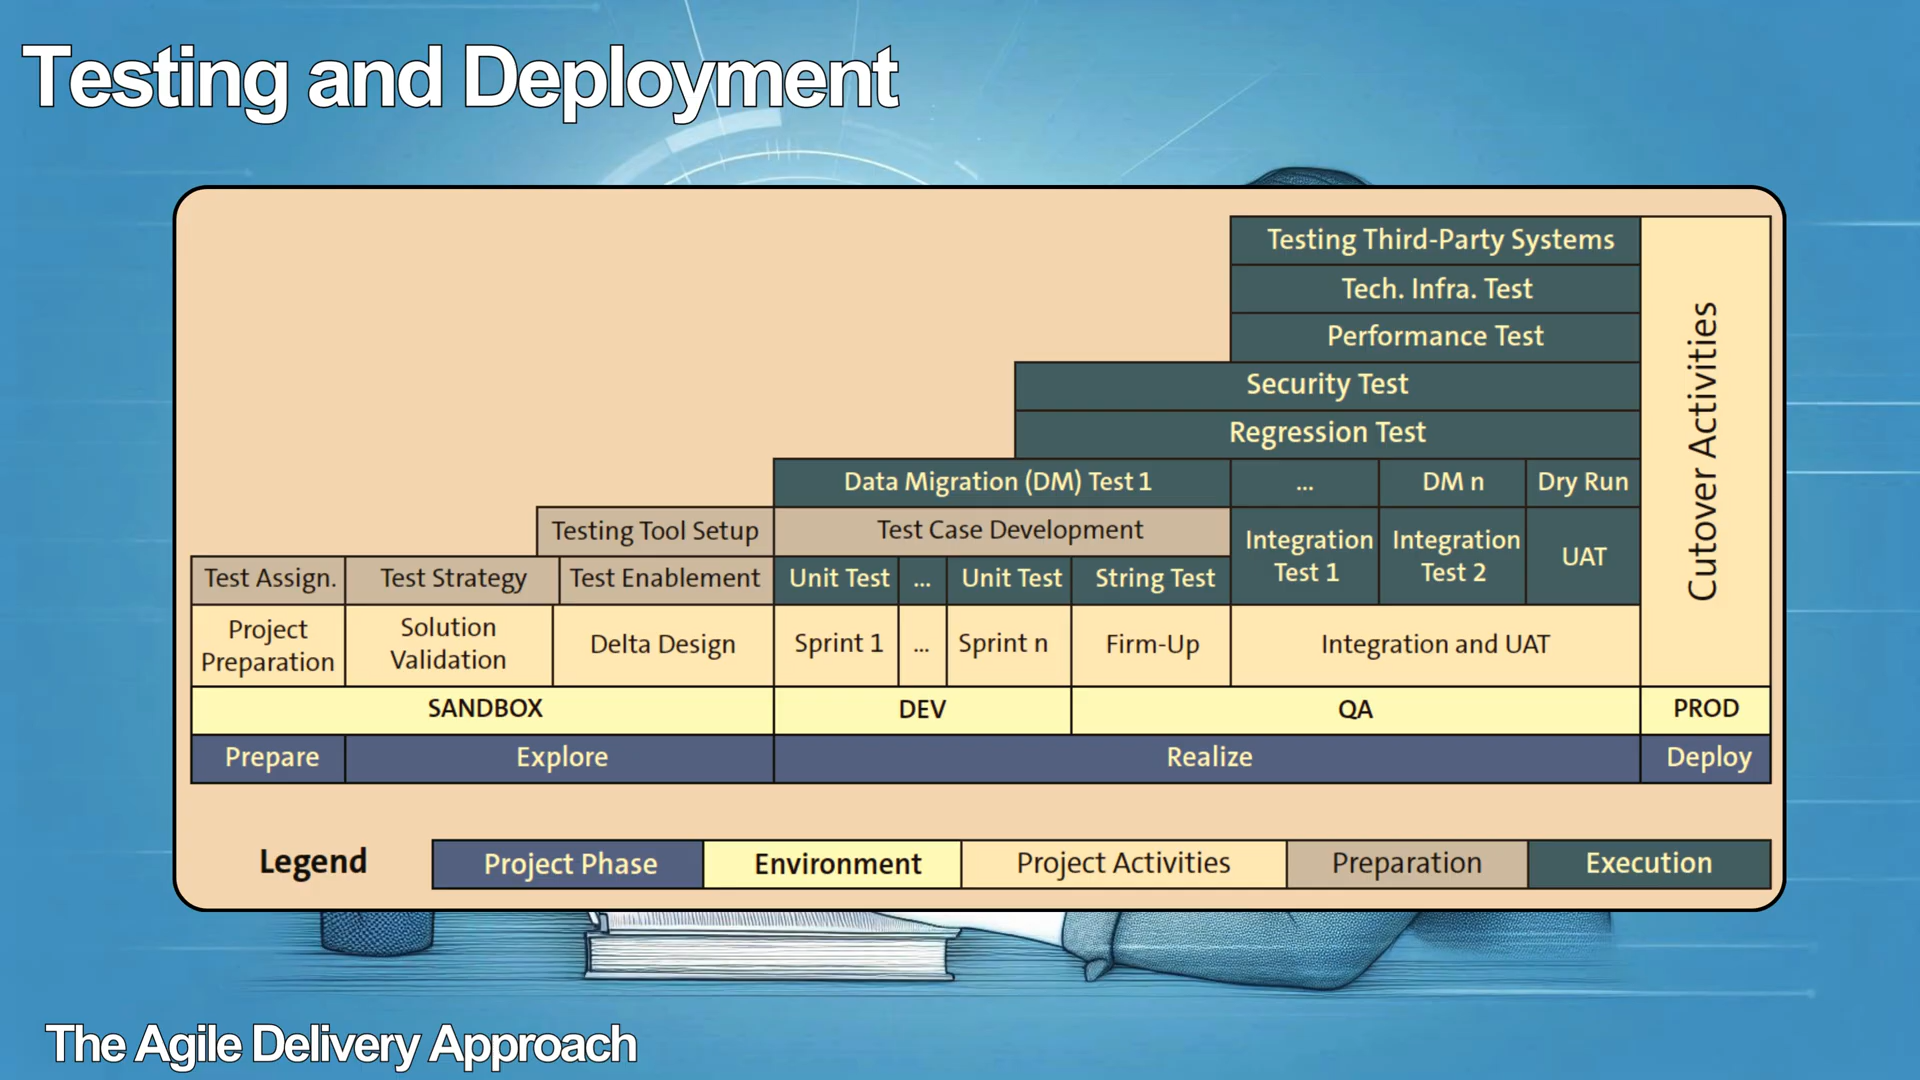 Testing and Deployment
Testing Third-Party Systems
Tech. Infra. Test
Performance Test
Security Test
Regression Test
Data Migration (DM) Test 1
...
DM n
Dry Run
Testing Tool Setup
Test Case Development
Integration
Test 1
Integration
Test 2
UAT
Test Assign.
Test Strategy
Test Enablement
Unit Test
...
Unit Test
String Test
Cutover Activities
Project
Preparation
Solution
Validation
Delta Design
Sprint 1
...
Sprint n
Firm-Up
Integration and UAT
SANDBOX
DEV
QA
PROD
Prepare
Explore
Realize
Deploy
Legend
Project Phase
Environment
Project Activities
Preparation
Execution
The Agile Delivery Approach